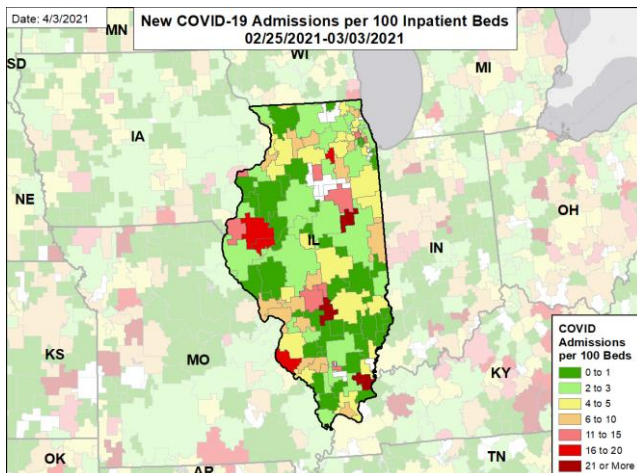 Date: 4/3/2021
New COVID-19 Admissions per 100 Inpatient Beds
02/25/2021-03/03/2021
MN
WI
SD
MI
IA
NE
OH
IL
IN
KS
MO
KY
OK
AR
TN
COVID
Admissions
per 100 Beds
0 to 1
2 to 3
4 to 5
6 to 10
11 to 15
16 to 20
21 or More